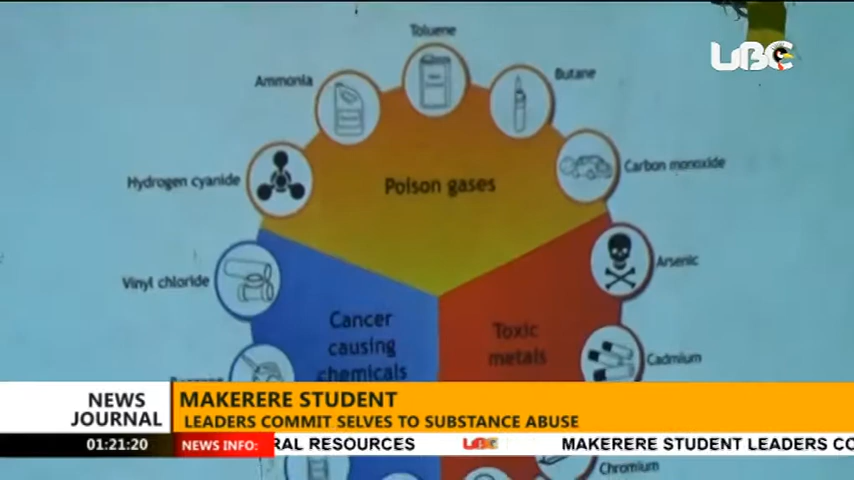 Toluene
UBC
Ammonia
Butane
Hydrogen cyanide
Poison gases
Carbon monoxide
Vinyl chloride
Arsenic
Cancer
causing
chemicals
Toxic
metals
Cadmium
NEWS
JOURNAL
MAKERERE STUDENT
LEADERS COMMIT SELVES TO SUBSTANCE ABUSE
01:21:20
NEWS INFO:
RAL RESOURCES
UBC
MAKERERE STUDENT LEADERS CO
Chromium